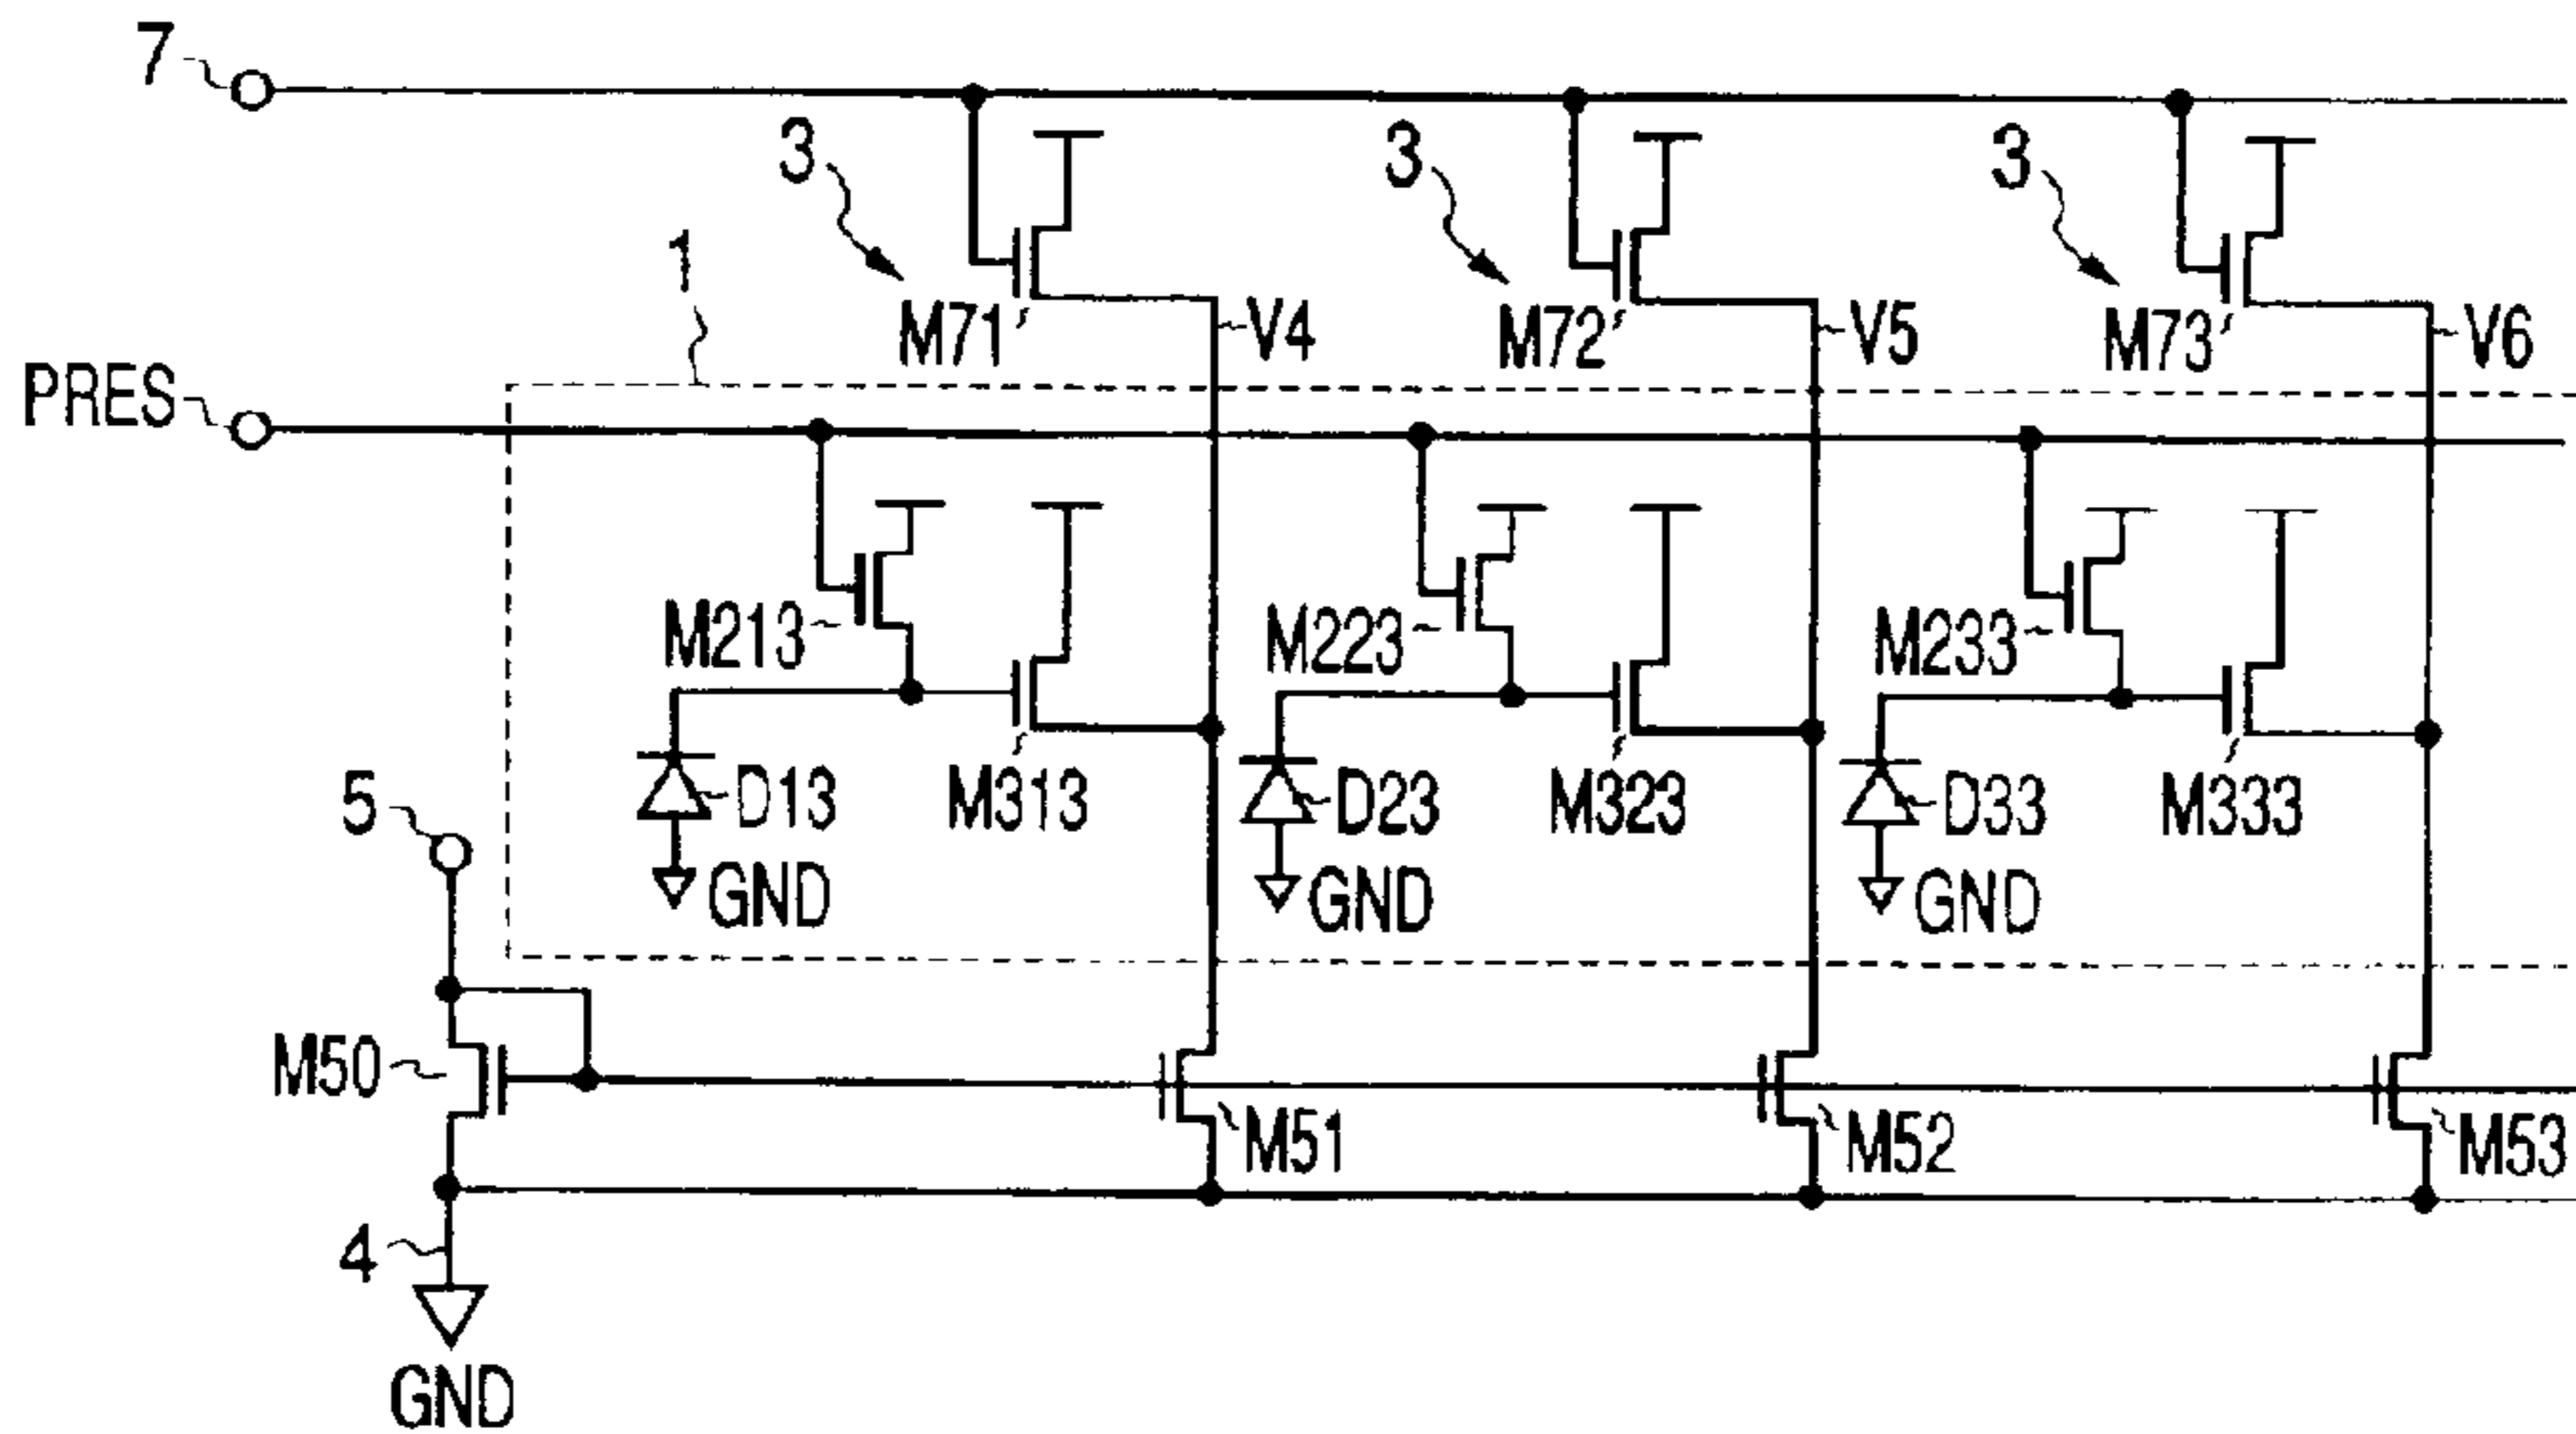 7
3 3 3
1
M71' V4 M72' V5 M73' V6
PRES
M213 M223 M233
5 D13 M313 D23 M323 D33 M333
GND GND GND
M50
M51 M52 M53
4
GND